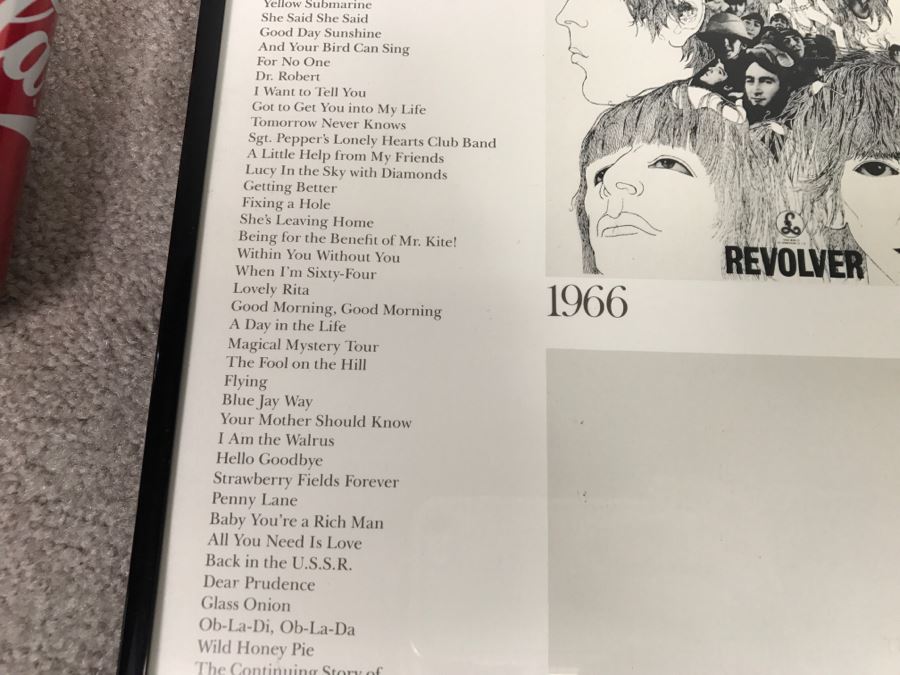 Yellow Submarine
She Said She Said
Good Day Sunshine
And Your Bird Can Sing
For No One
Dr. Robert
I Want to Tell You
Got to Get You into My Life
Tomorrow Never Knows
Sgt. Pepper's Lonely Hearts Club Band
A Little Help from My Friends
Lucy In the Sky with Diamonds
Getting Better
Fixing a Hole
She's Leaving Home
Being for the Benefit of Mr. Kite!
Within You Without You
When I'm Sixty-Four
Lovely Rita
Good Morning, Good Morning
A Day in the Life
Magical Mystery Tour
The Fool on the Hill
Flying
Blue Jay Way
Your Mother Should Know
I Am the Walrus
Hello Goodbye
Strawberry Fields Forever
Penny Lane
Baby You're a Rich Man
All You Need Is Love
Back in the U.S.S.R.
Dear Prudence
Glass Onion
Ob-La-Di, Ob-La-Da
Wild Honey Pie
The Continuing Story of
REVOLVER
1966